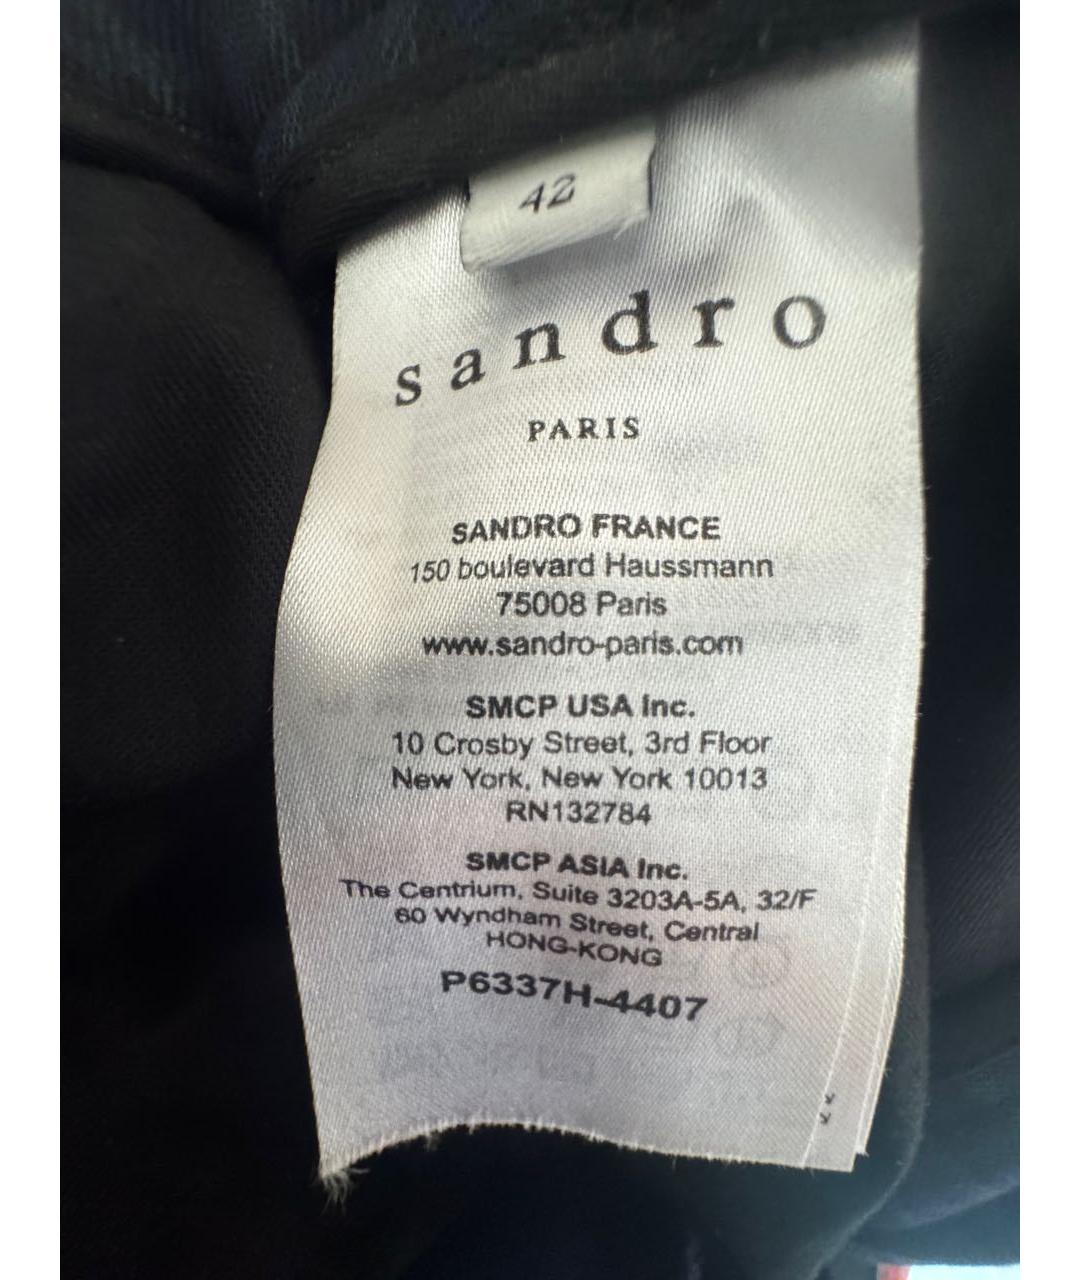 42
sandro
PARIS
SANDRO FRANCE
150 boulevard Haussmann
75008 Paris
www.sandro-paris.com
SMCP USA Inc.
10 Crosby Street, 3rd Floor
New York, New York 10013
RN132784
SMCP ASIA Inc.
The Centrium, Suite 3203A-5A, 32/F
60 Wyndham Street, Central
HONG-KONG
P6337H-4407